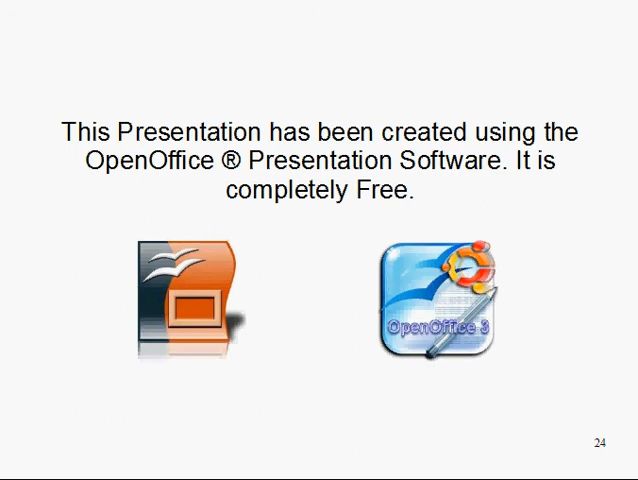 This Presentation has been created using the
OpenOffice ® Presentation Software. It is
completely Free.
OpenOffice 3
24